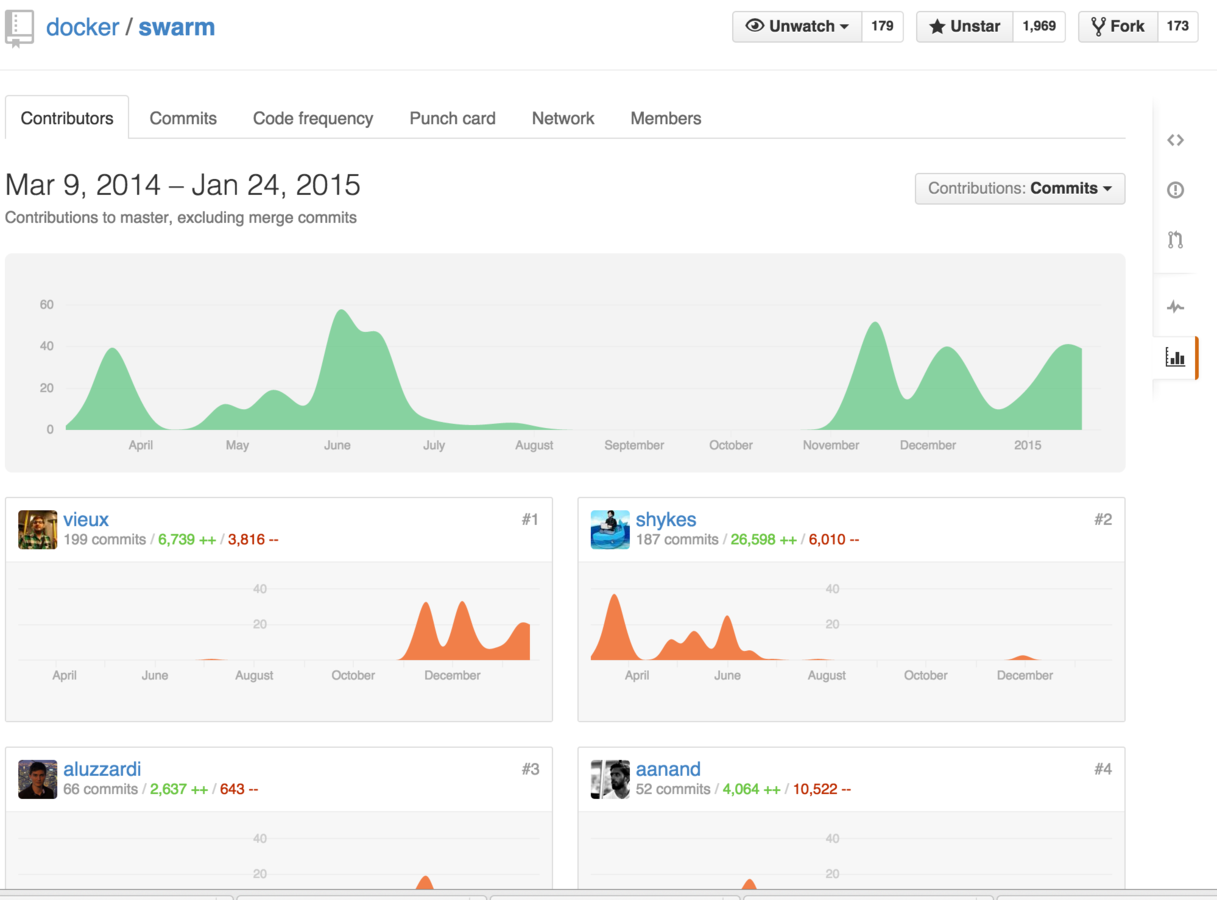 docker / swarm
Unwatch 179 Unstar 1,969 Fork 173
Contributors Commits Code frequency Punch card Network Members
Mar 9, 2014 – Jan 24, 2015
Contributions: Commits
Contributions to master, excluding merge commits
60
40
20
0
April May June July August September October November December 2015
vieux #1
199 commits / 6,739 ++ / 3,816 --
40
20
April June August October December
shykes #2
187 commits / 26,598 ++ / 6,010 --
40
20
April June August October December
aluzzardi #3
66 commits / 2,637 ++ / 643 --
40
20
aanand #4
52 commits / 4,064 ++ / 10,522 --
40
20